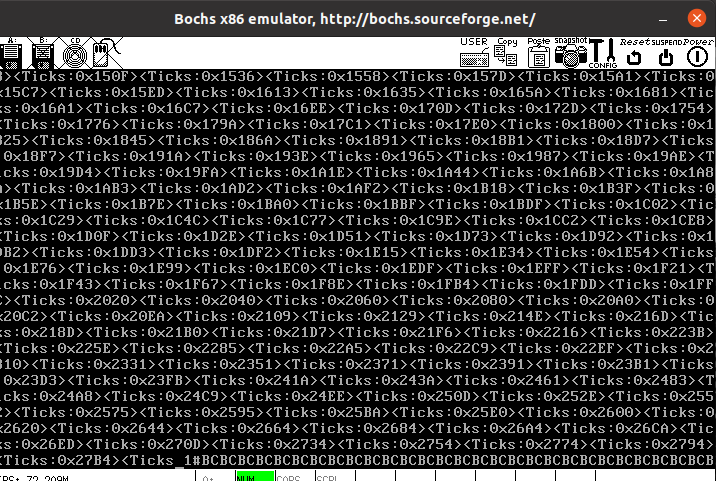 Bochs x86 emulator, http://bochs.sourceforge.net/
A: B: CD USER Copy Paste snapshot CONFIG Reset SUSPEND Power
><Ticks:0x150F><Ticks:0x1536><Ticks:0x1558><Ticks:0x157D><Ticks:0x15A1><Ticks:0x
15C7><Ticks:0x15ED><Ticks:0x1613><Ticks:0x1635><Ticks:0x165A><Ticks:0x1681><Tick
:0x16A1><Ticks:0x16C7><Ticks:0x16EE><Ticks:0x170D><Ticks:0x172D><Ticks:0x1754>
<Ticks:0x1776><Ticks:0x179A><Ticks:0x17C1><Ticks:0x17E0><Ticks:0x1800><Ticks:0x1
825><Ticks:0x1845><Ticks:0x186A><Ticks:0x1891><Ticks:0x18B1><Ticks:0x18D7><Ticks
:0x18F7><Ticks:0x191A><Ticks:0x193E><Ticks:0x1965><Ticks:0x1987><Ticks:0x19AE><T
icks:0x19D4><Ticks:0x19FA><Ticks:0x1A1E><Ticks:0x1A44><Ticks:0x1A6B><Ticks:0x1A8
><Ticks:0x1AB3><Ticks:0x1AD2><Ticks:0x1AF2><Ticks:0x1B18><Ticks:0x1B3F><Ticks:0x
1B5E><Ticks:0x1B7E><Ticks:0x1BA0><Ticks:0x1BBF><Ticks:0x1BDF><Ticks:0x1C02><Tick
:0x1C29><Ticks:0x1C4C><Ticks:0x1C77><Ticks:0x1C9E><Ticks:0x1CC2><Ticks:0x1CE8>
<Ticks:0x1D0F><Ticks:0x1D2E><Ticks:0x1D51><Ticks:0x1D73><Ticks:0x1D92><Ticks:0x1
DB2><Ticks:0x1DD3><Ticks:0x1DF2><Ticks:0x1E15><Ticks:0x1E34><Ticks:0x1E54><Ticks
:0x1E76><Ticks:0x1E99><Ticks:0x1EC0><Ticks:0x1EDF><Ticks:0x1EFF><Ticks:0x1F21><T
icks:0x1F43><Ticks:0x1F67><Ticks:0x1F8E><Ticks:0x1FB4><Ticks:0x1FDD><Ticks:0x1FF
><Ticks:0x2020><Ticks:0x2040><Ticks:0x2060><Ticks:0x2080><Ticks:0x20A0><Ticks:0x
20C2><Ticks:0x20EA><Ticks:0x2109><Ticks:0x2129><Ticks:0x214E><Ticks:0x216D><Tick
:0x218D><Ticks:0x21B0><Ticks:0x21D7><Ticks:0x21F6><Ticks:0x2216><Ticks:0x223B>
<Ticks:0x225E><Ticks:0x2285><Ticks:0x22A5><Ticks:0x22C9><Ticks:0x22EF><Ticks:0x2
310><Ticks:0x2331><Ticks:0x2351><Ticks:0x2371><Ticks:0x2391><Ticks:0x23B1><Ticks
:0x23D3><Ticks:0x23FB><Ticks:0x241A><Ticks:0x243A><Ticks:0x2461><Ticks:0x2483><T
icks:0x24A8><Ticks:0x24C9><Ticks:0x24EE><Ticks:0x250D><Ticks:0x252E><Ticks:0x255
><Ticks:0x2575><Ticks:0x2595><Ticks:0x25BA><Ticks:0x25E0><Ticks:0x2600><Ticks:0x
2620><Ticks:0x2644><Ticks:0x2664><Ticks:0x2684><Ticks:0x26A4><Ticks:0x26CA><Tick
:0x26ED><Ticks:0x270D><Ticks:0x2734><Ticks:0x2754><Ticks:0x2774><Ticks:0x2794>
<Ticks:0x27B4><Ticks_1#BCBCBCBCBCBCBCBCBCBCBCBCBCBCBCBCBCBCBCBCBCBCBCBCBCBCBCBCBCB
IPS: 72.209M NUM CAPS SCRL